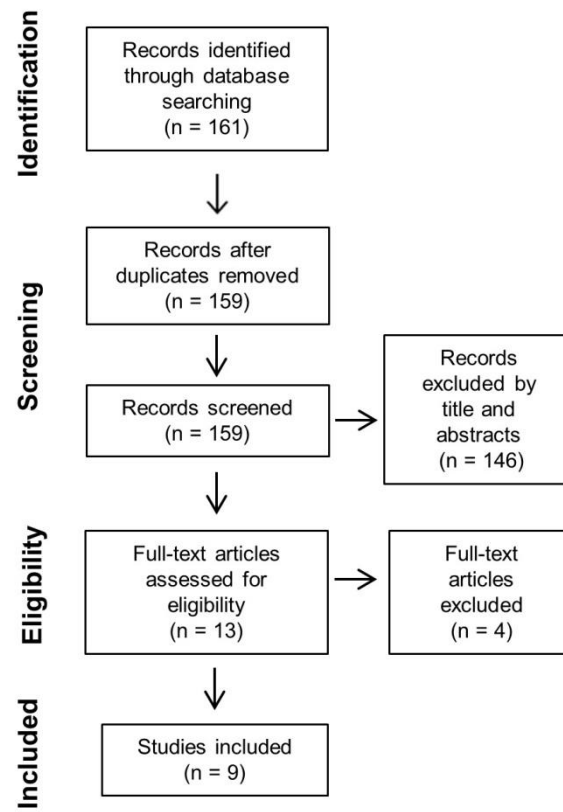 Identification
Records identified
through database
searching
(n = 161)
Screening
Records after
duplicates removed
(n = 159)
Records screened
(n = 159)
Records
excluded by
title and
abstracts
(n = 146)
Eligibility
Full-text articles
assessed for
eligibility
(n = 13)
Full-text
articles
excluded
(n = 4)
Included
Studies included
(n = 9)